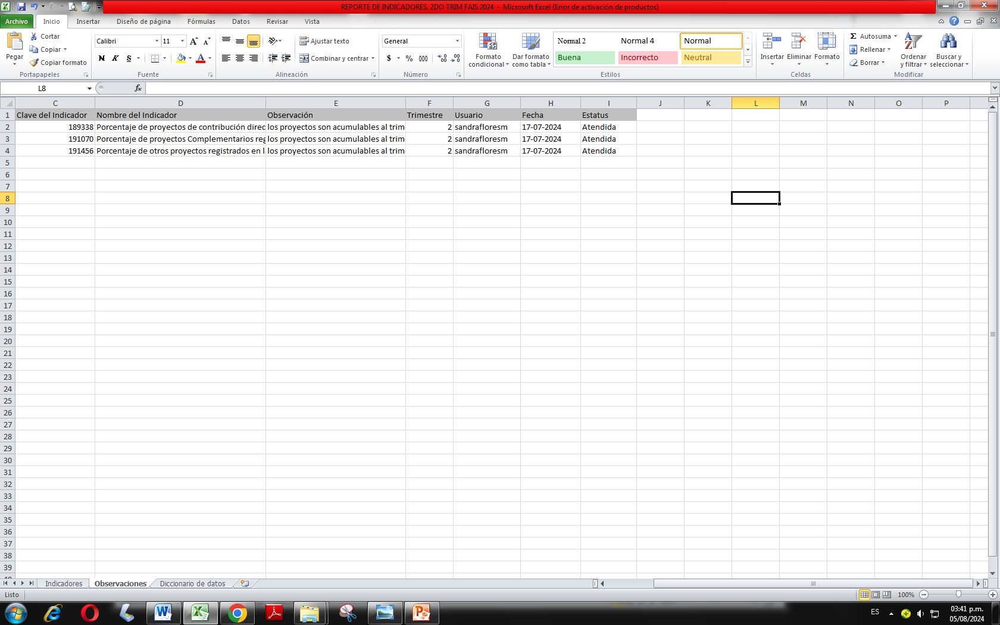 REPORTE DE INDICADORES. 2DO TRIM FAIS 2024 - Microsoft Excel (Error de activación de productos)
Archivo Inicio Insertar Diseño de página Fórmulas Datos Revisar Vista
Pegar Cortar Copiar Copiar formato Portapapeles
Calibri 11 N K S Fuente
Ajustar texto Combinar y centrar Alineación
General $ % 000 Número
Formato condicional Dar formato como tabla Normal 2 Normal 4 Normal Buena Incorrecto Neutral Estilos
Insertar Eliminar Formato Celdas
Autosuma Rellenar Borrar Ordenar y filtrar Buscar y seleccionar Modificar
L8 fx
C D E F G H I J K L M N O P
1 Clave del Indicador Nombre del Indicador Observación Trimestre Usuario Fecha Estatus
2 189338 Porcentaje de proyectos de contribución direc los proyectos son acumulables al trim 2 sandrafloresm 17-07-2024 Atendida
3 191070 Porcentaje de proyectos Complementarios reg los proyectos son acumulables al trim 2 sandrafloresm 17-07-2024 Atendida
4 191456 Porcentaje de otros proyectos registrados en l los proyectos son acumulables al trim 2 sandrafloresm 17-07-2024 Atendida
5
6
7
8
9
10
11
12
13
14
15
16
17
18
19
20
21
22
23
24
25
26
27
28
29
30
31
32
33
34
35
36
37
38
39
Indicadores Observaciones Diccionario de datos
Listo 100%
ES 03:41 p.m.
05/08/2024